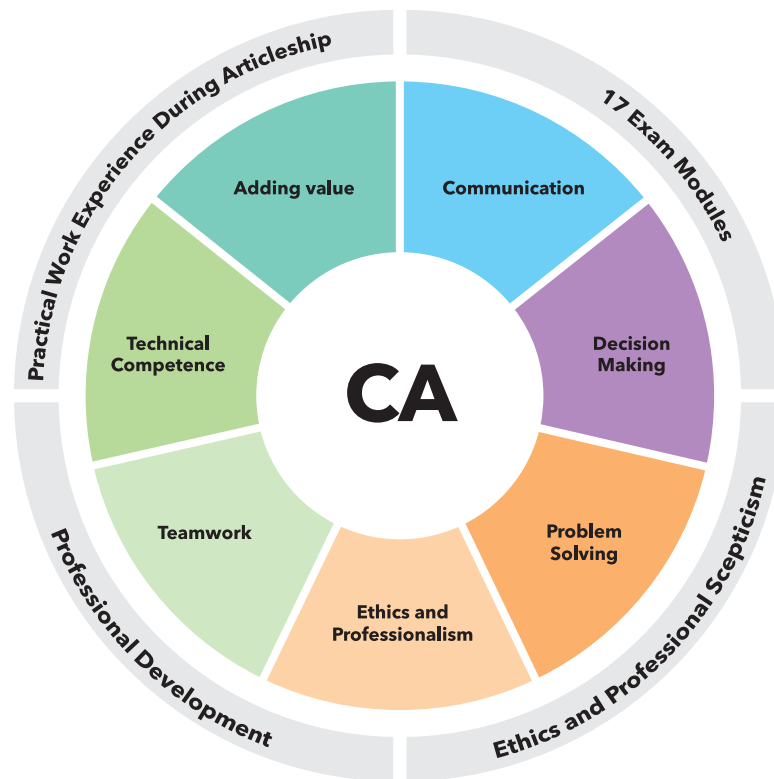 Practical Work Experience During Articleship
17 Exam Modules
Adding value
Communication
Technical
Competence
Decision
Making
CA
Teamwork
Problem
Solving
Ethics and
Professionalism
Professional Development
Ethics and Professional Scepticism